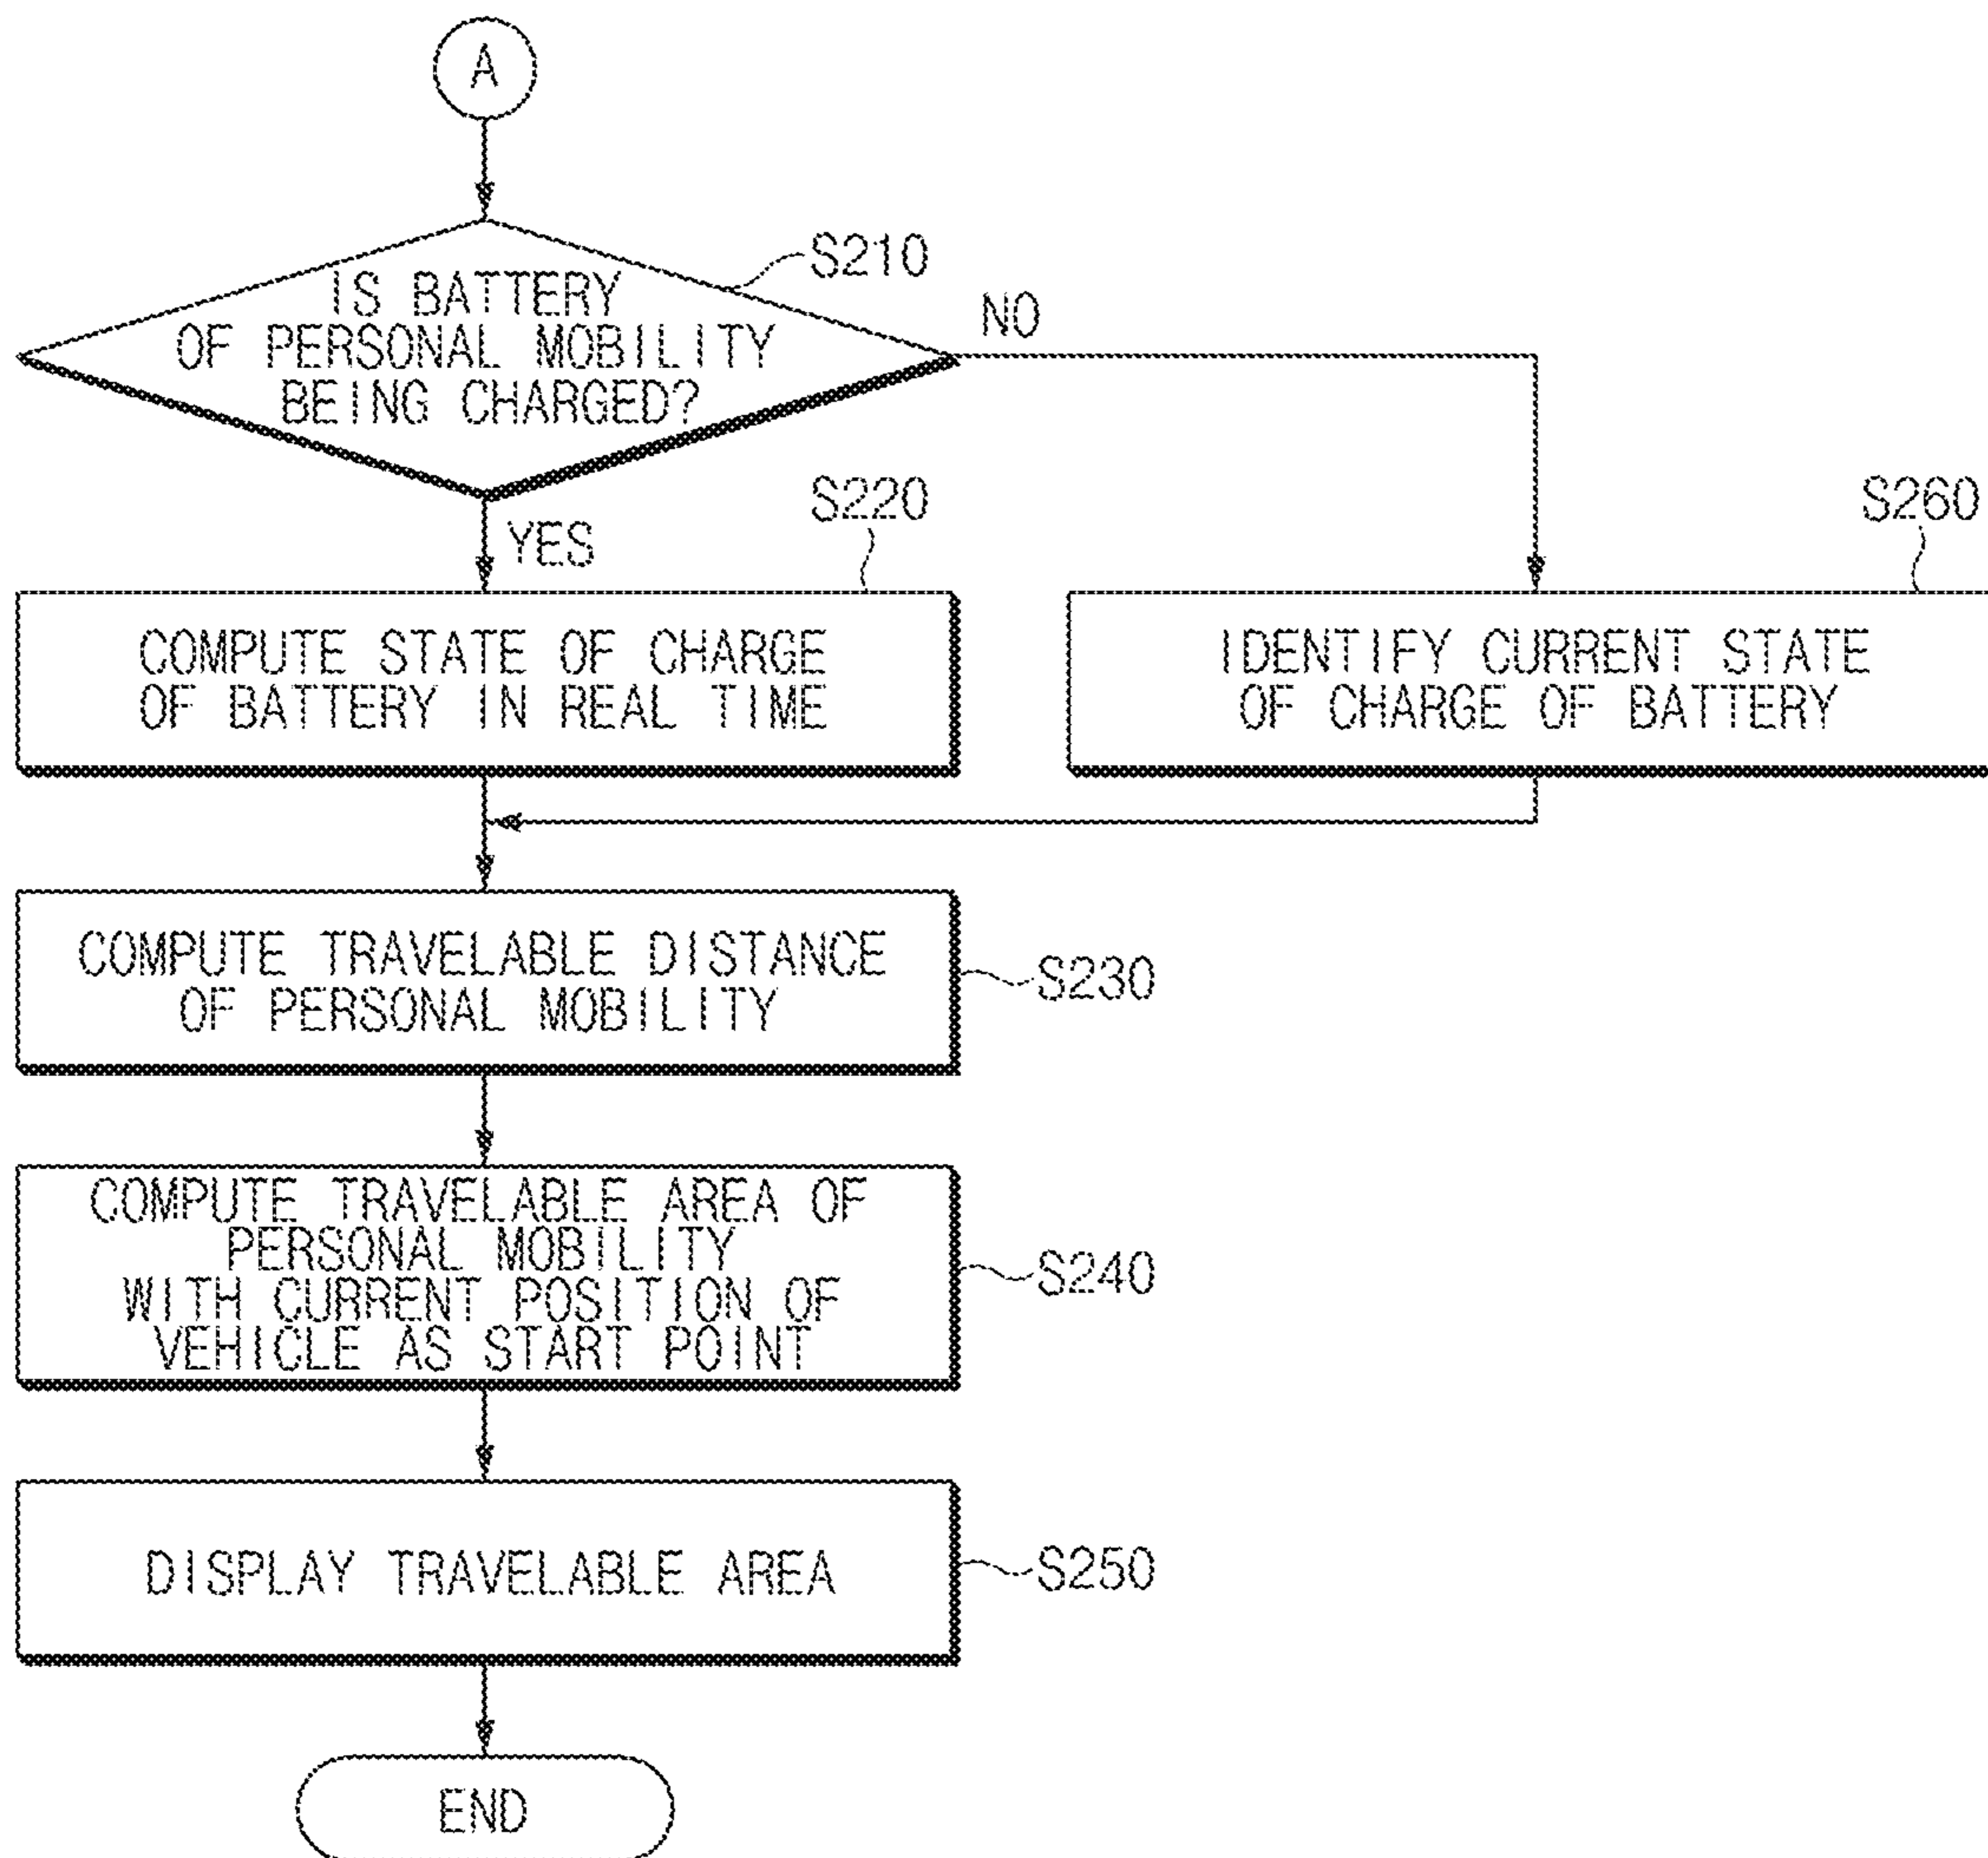 A
S210
IS BATTERY
OF PERSONAL MOBILITY
BEING CHARGED?
NO
YES
S220
S260
COMPUTE STATE OF CHARGE
OF BATTERY IN REAL TIME
IDENTIFY CURRENT STATE
OF CHARGE OF BATTERY
COMPUTE TRAVELABLE DISTANCE
OF PERSONAL MOBILITY
S230
COMPUTE TRAVELABLE AREA OF
PERSONAL MOBILITY
WITH CURRENT POSITION OF
VEHICLE AS START POINT
S240
DISPLAY TRAVELABLE AREA
S250
END